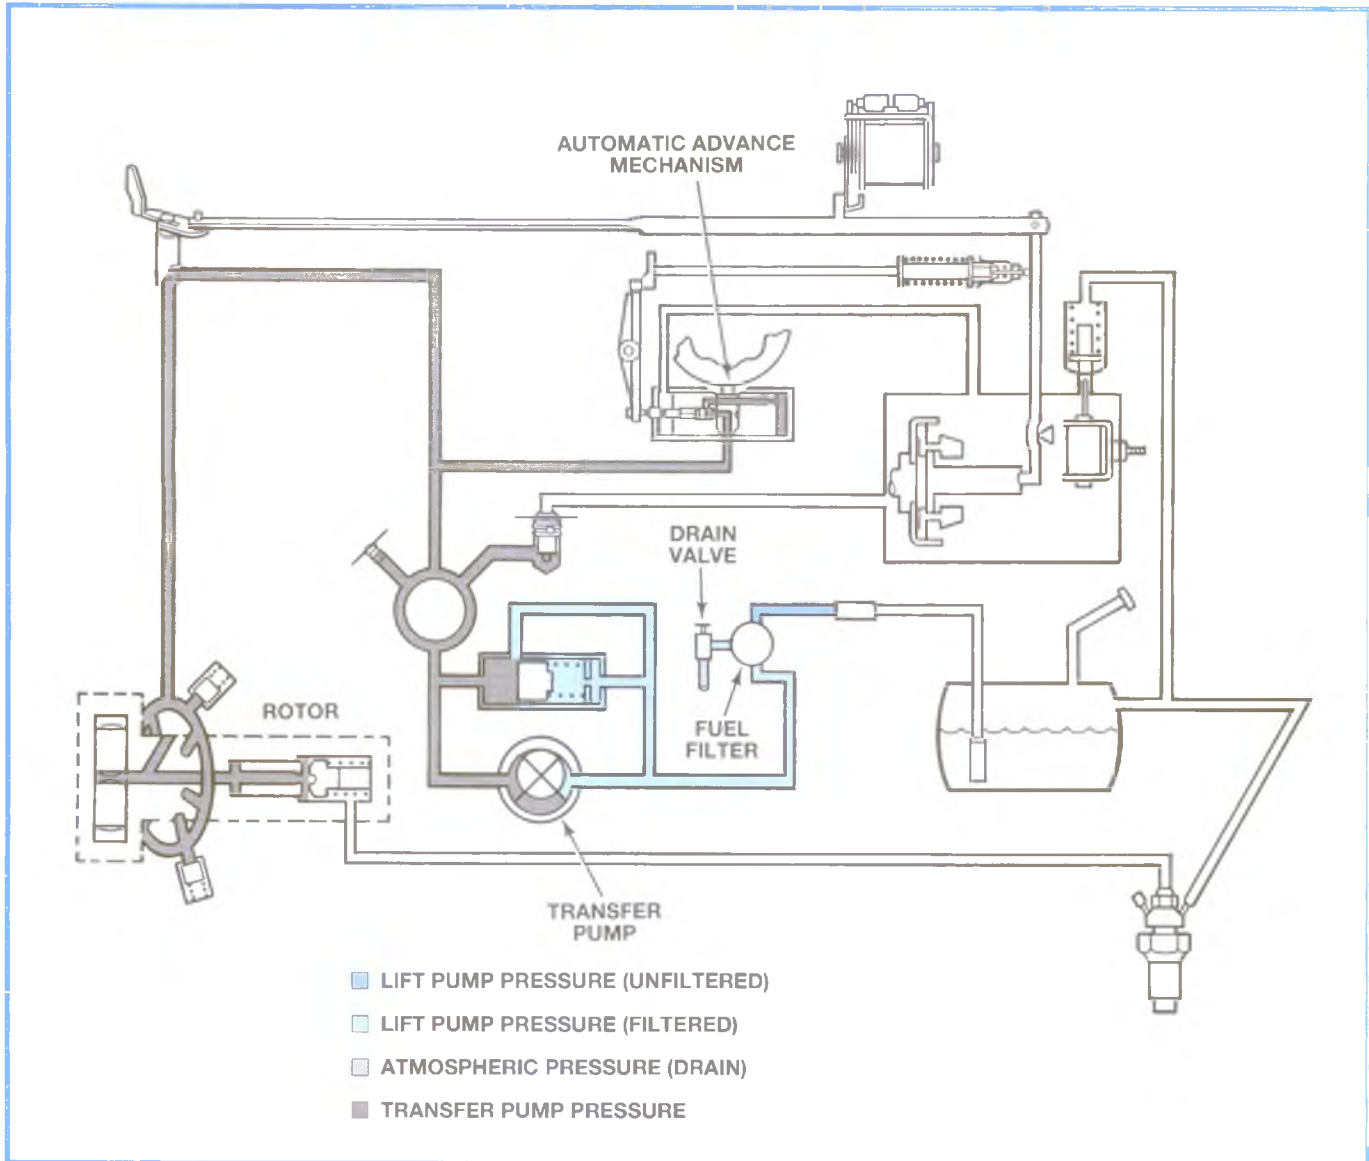 AUTOMATIC ADVANCE
MECHANISM
DRAIN
VALVE
ROTOR
FUEL
FILTER
TRANSFER
PUMP
LIFT PUMP PRESSURE (UNFILTERED)
LIFT PUMP PRESSURE (FILTERED)
ATMOSPHERIC PRESSURE (DRAIN)
TRANSFER PUMP PRESSURE